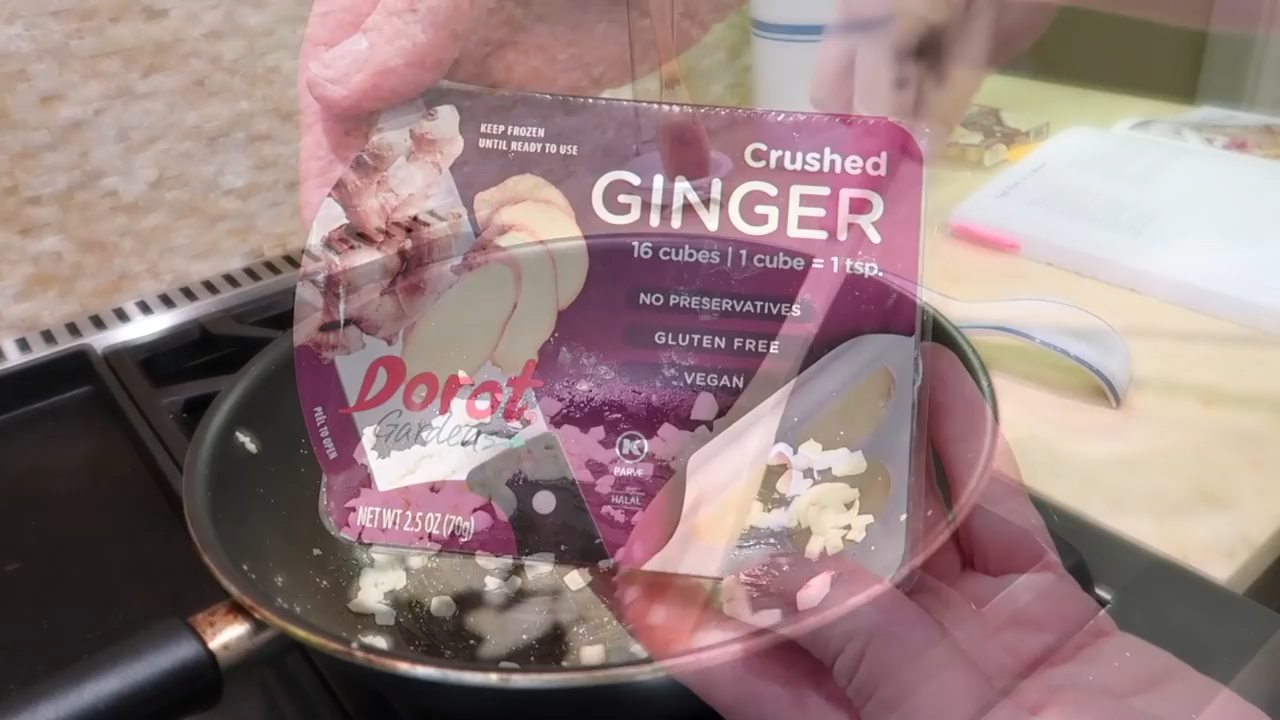 KEEP FROZEN
UNTIL READY TO USE
Crushed
GINGER
16 cubes | 1 cube = 1 tsp.
NO PRESERVATIVES
GLUTEN FREE
VEGAN
Dorot
Gardens
PEEL TO OPEN
K
PARVE
HALAL
NET WT 2.5 OZ (70g)